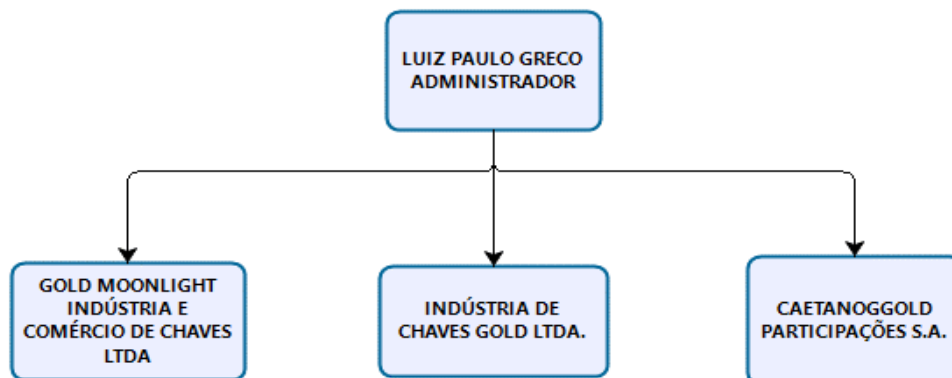 LUIZ PAULO GRECO
ADMINISTRADOR
GOLD MOONLIGHT
INDÚSTRIA E
COMÉRCIO DE CHAVES
LTDA
INDÚSTRIA DE
CHAVES GOLD LTDA.
CAETANOGGOLD
PARTICIPAÇÕES S.A.